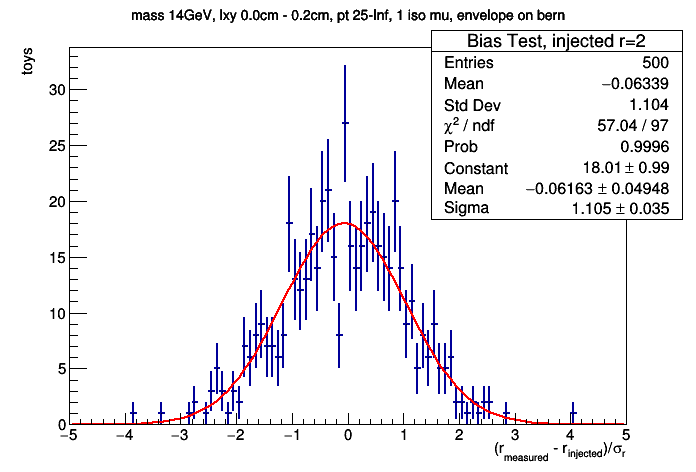 mass 14GeV, lxy 0.0cm - 0.2cm, pt 25-Inf, 1 iso mu, envelope on bern
Bias Test, injected r=2
Entries 500
Mean −0.06339
Std Dev 1.104
χ² / ndf 57.04 / 97
Prob 0.9996
Constant 18.01 ± 0.99
Mean −0.06163 ± 0.04948
Sigma 1.105 ± 0.035
toys
30
25
20
15
10
5
0
−5 −4 −3 −2 −1 0 1 2 3 4 5
(r_measured - r_injected)/σ_r